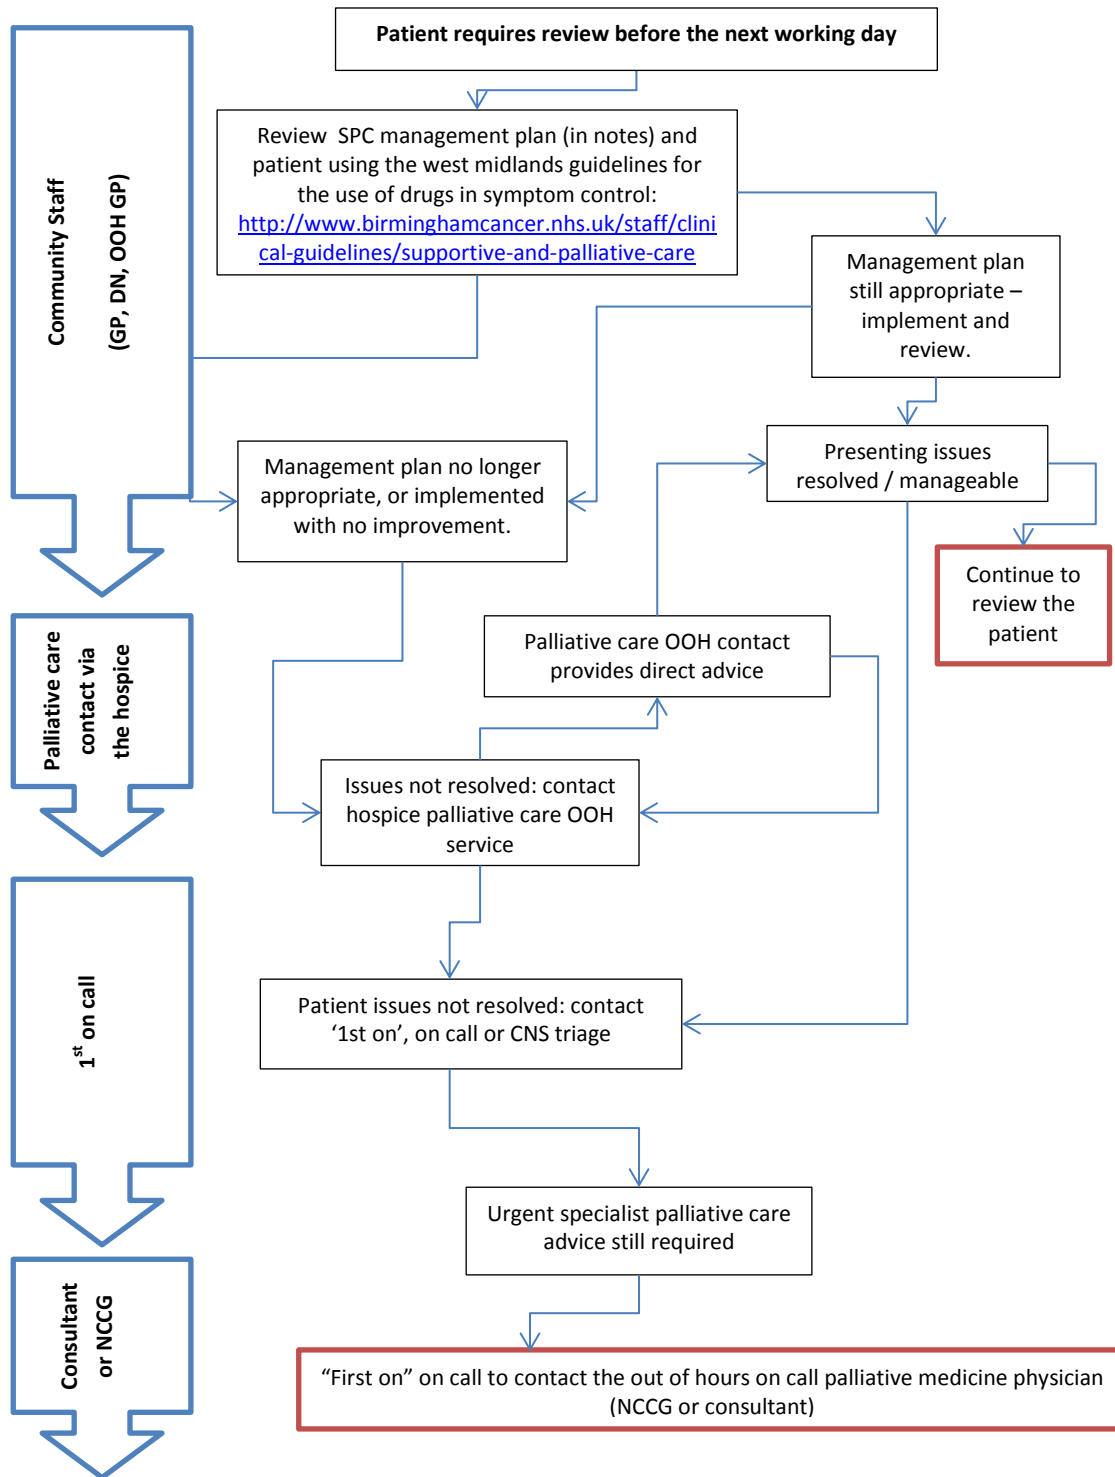 Patient requires review before the next working day
Review  SPC management plan (in notes) and
patient using the west midlands guidelines for
the use of drugs in symptom control:
http://www.birminghamcancer.nhs.uk/staff/clini
cal-guidelines/supportive-and-palliative-care
Community Staff
(GP, DN, OOH GP)
Management plan
still appropriate –
implement and
review.
Management plan no longer
appropriate, or implemented
with no improvement.
Presenting issues
resolved / manageable
Continue to
review the
patient
Palliative care
contact via
the hospice
Palliative care OOH contact
provides direct advice
Issues not resolved: contact
hospice palliative care OOH
service
1st on call
Patient issues not resolved: contact
‘1st on’, on call or CNS triage
Urgent specialist palliative care
advice still required
Consultant
or NCCG
“First on” on call to contact the out of hours on call palliative medicine physician
(NCCG or consultant)